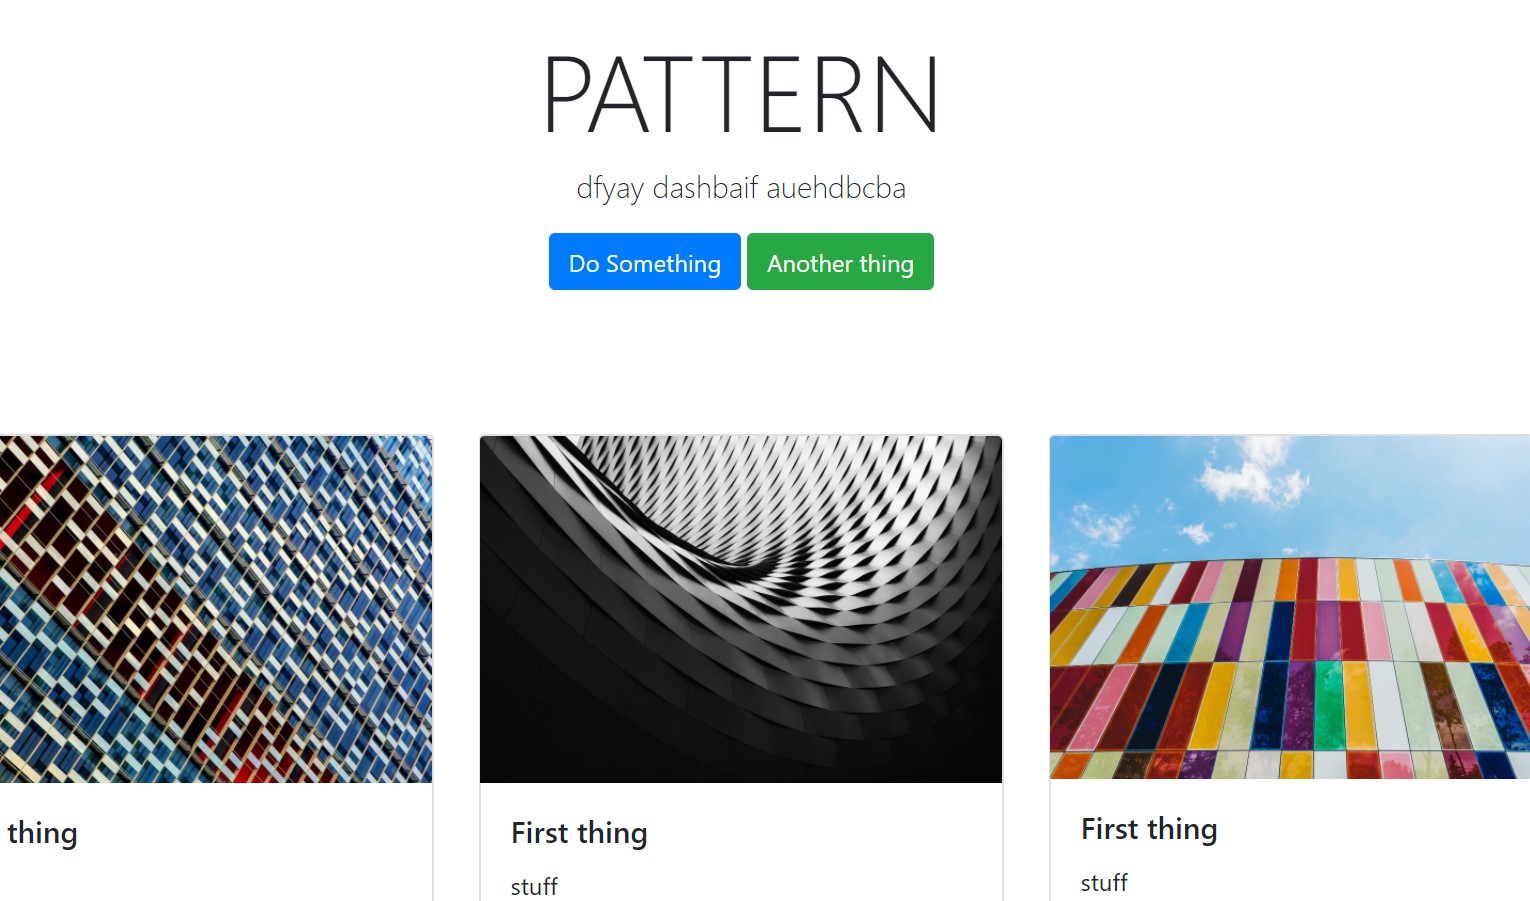 PATTERN
dfyay dashbaif auehdbcba
Do Something
Another thing
thing
First thing
stuff
First thing
stuff